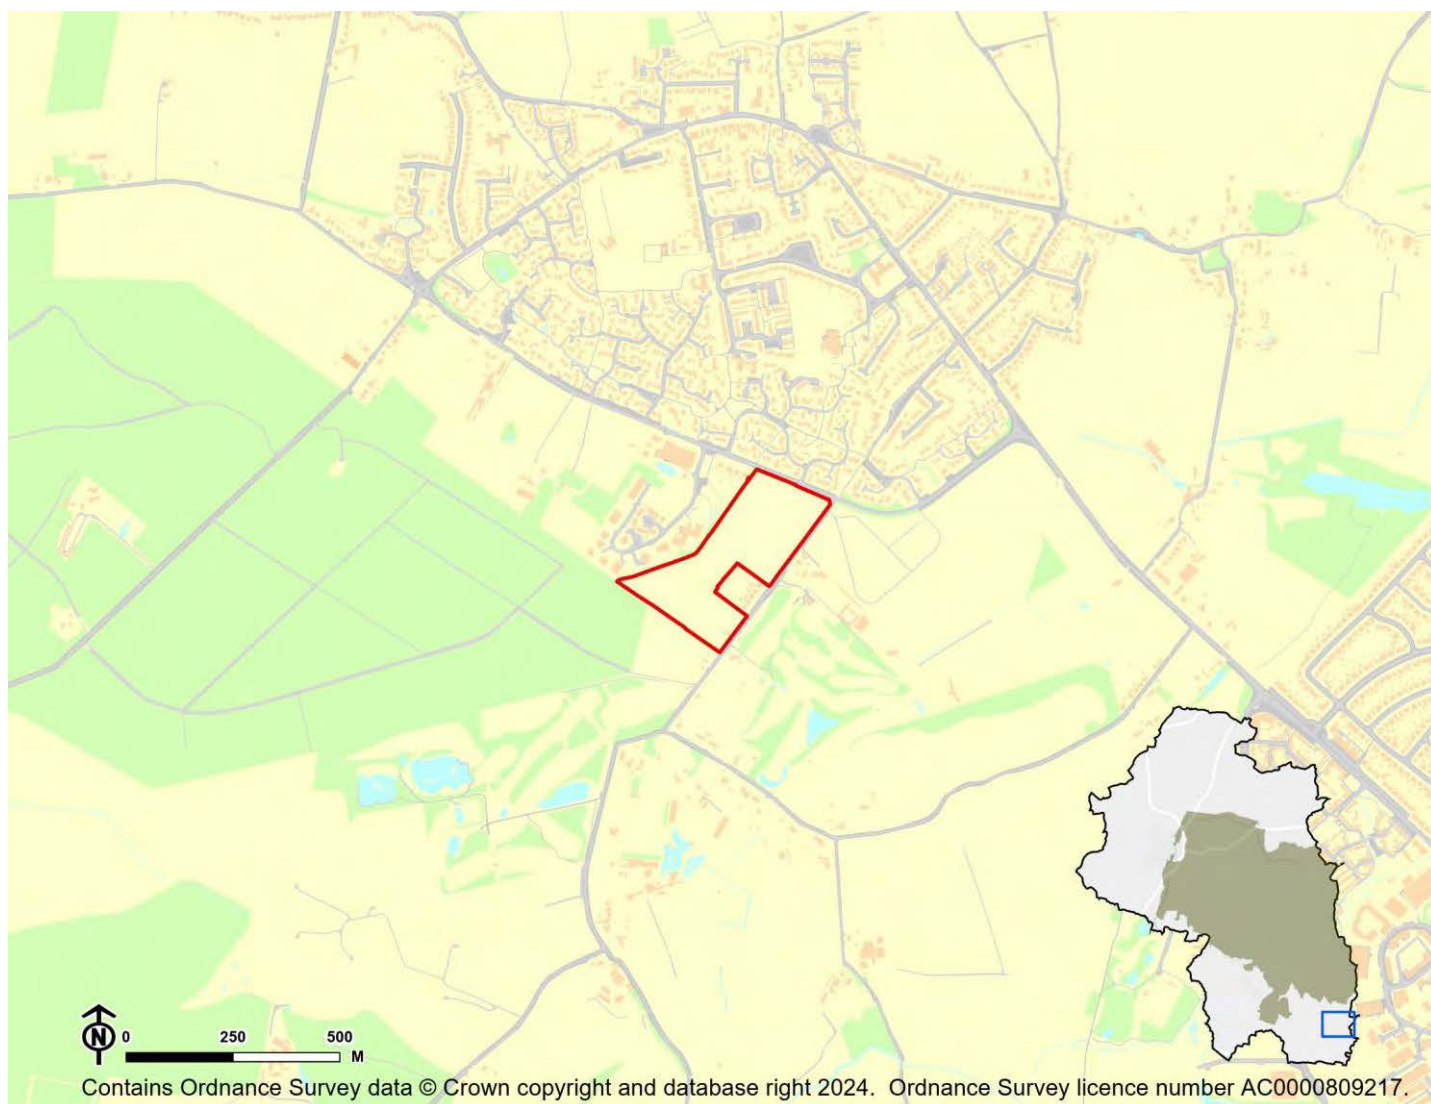 N
0 250 500
M
Contains Ordnance Survey data © Crown copyright and database right 2024. Ordnance Survey licence number AC0000809217.